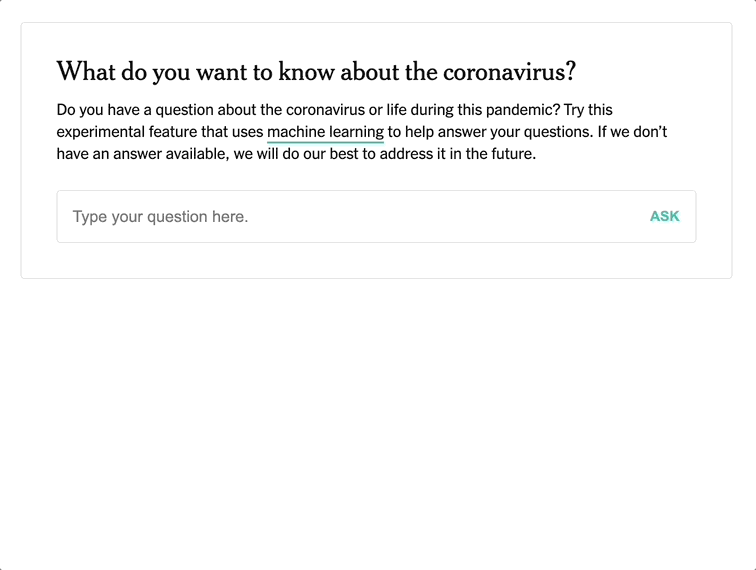 What do you want to know about the coronavirus?
Do you have a question about the coronavirus or life during this pandemic? Try this
experimental feature that uses machine learning to help answer your questions. If we don’t
have an answer available, we will do our best to address it in the future.
Type your question here.
ASK